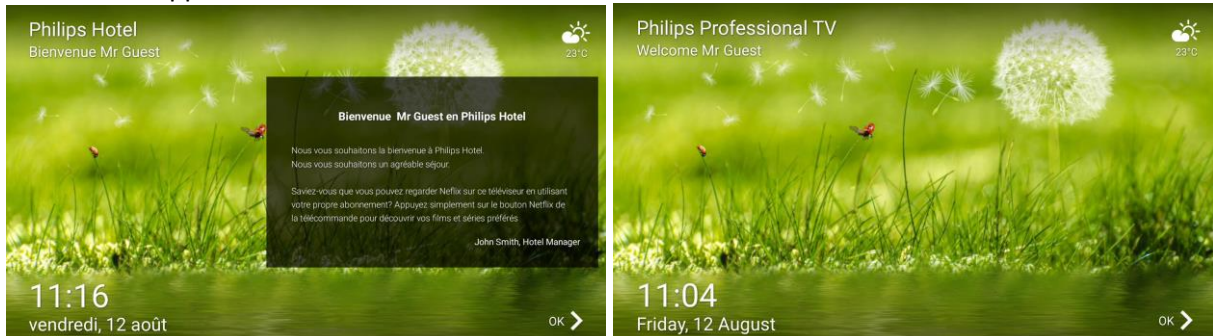 Philips Hotel
Bienvenue Mr Guest
23°C
Bienvenue Mr Guest en Philips Hotel
Nous vous souhaitons la bienvenue à Philips Hotel.
Nous vous souhaitons un agréable séjour.
Saviez-vous que vous pouvez regarder Neflix sur ce téléviseur en utilisant
votre propre abonnement? Appuyez simplement sur le bouton Netflix de
la télécommande pour découvrir vos films et séries préférés
John Smith, Hotel Manager
11:16
vendredi, 12 août
OK
Philips Professional TV
Welcome Mr Guest
23°C
11:04
Friday, 12 August
OK